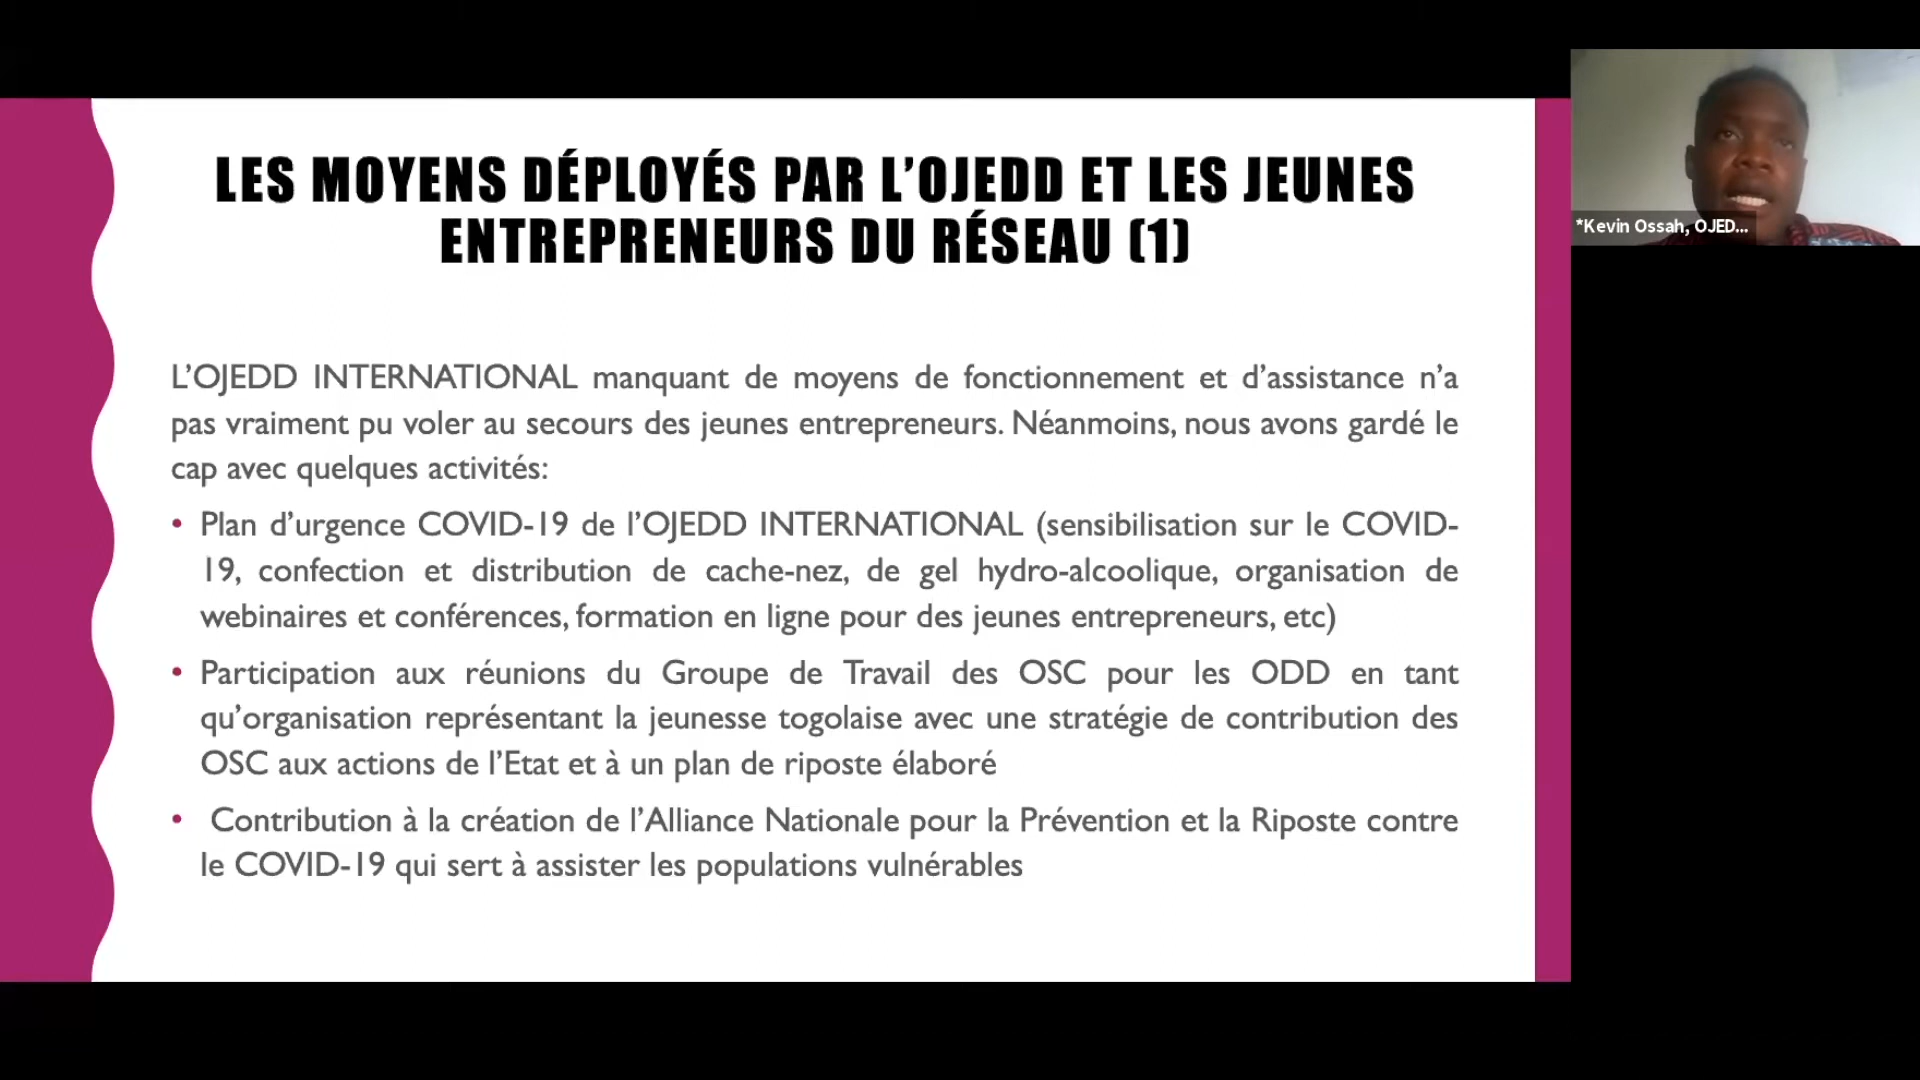 LES MOYENS DÉPLOYÉS PAR L'OJEDD ET LES JEUNES
ENTREPRENEURS DU RÉSEAU (1)
*Kevin Ossah, OJED...
L'OJEDD INTERNATIONAL manquant de moyens de fonctionnement et d'assistance n'a
pas vraiment pu voler au secours des jeunes entrepreneurs. Néanmoins, nous avons gardé le
cap avec quelques activités:
• Plan d'urgence COVID-19 de l'OJEDD INTERNATIONAL (sensibilisation sur le COVID-
19, confection et distribution de cache-nez, de gel hydro-alcoolique, organisation de
webinaires et conférences, formation en ligne pour des jeunes entrepreneurs, etc)
• Participation aux réunions du Groupe de Travail des OSC pour les ODD en tant
qu'organisation représentant la jeunesse togolaise avec une stratégie de contribution des
OSC aux actions de l'Etat et à un plan de riposte élaboré
• Contribution à la création de l'Alliance Nationale pour la Prévention et la Riposte contre
le COVID-19 qui sert à assister les populations vulnérables